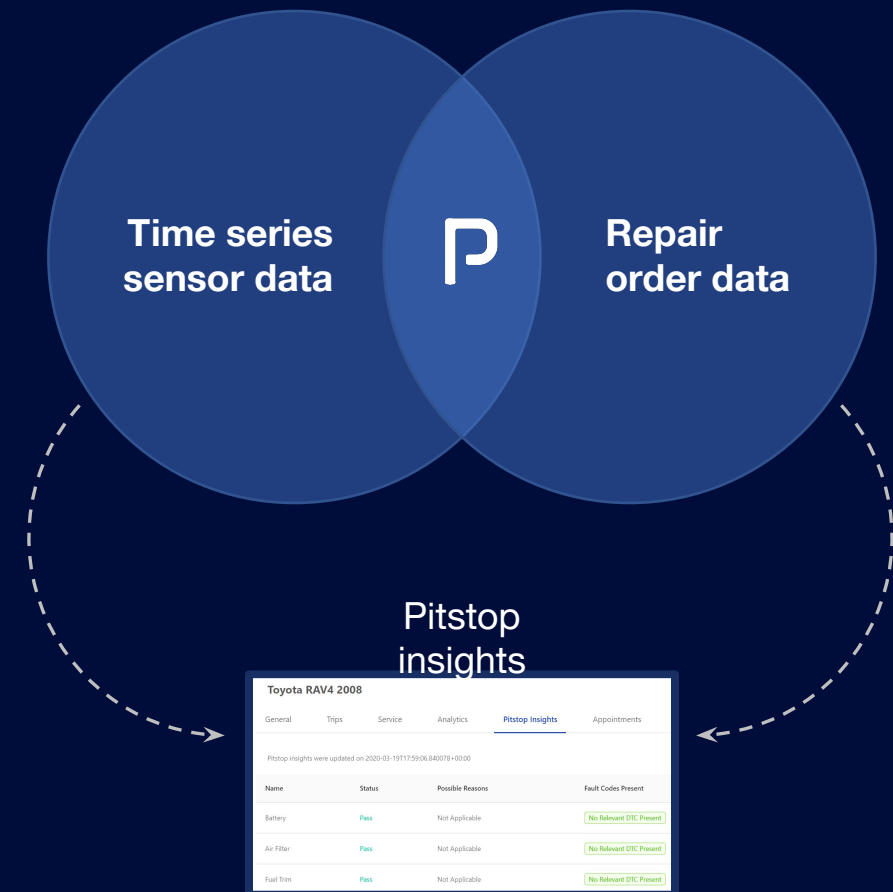 Time series
sensor data
P
Repair
order data
Pitstop
insights
Toyota RAV4 2008
General Trips Service Analytics Pitstop Insights Appointments
Pitstop insights were updated on 2020-03-19T17:59:06.840078+00:00
Name Status Possible Reasons Fault Codes Present
Battery Pass Not Applicable No Relevant DTC Present
Air Filter Pass Not Applicable No Relevant DTC Present
Fuel Trim Pass Not Applicable No Relevant DTC Present